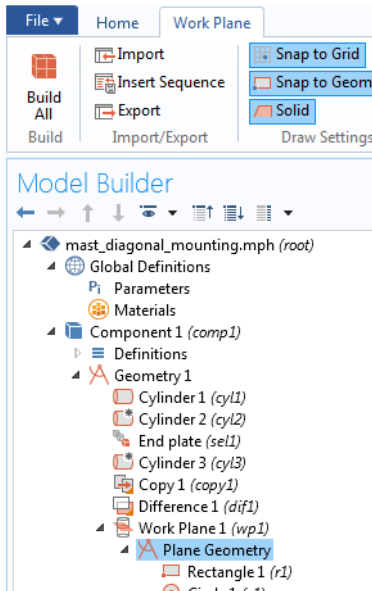 File ▾ Home Work Plane
Build All
Import
Insert Sequence
Export
Snap to Grid
Snap to Geom
Solid
Build Import/Export Draw Settings
Model Builder
mast_diagonal_mounting.mph (root)
Global Definitions
Pi Parameters
Materials
Component 1 (comp1)
Definitions
Geometry 1
Cylinder 1 (cyl1)
Cylinder 2 (cyl2)
End plate (sel1)
Cylinder 3 (cyl3)
Copy 1 (copy1)
Difference 1 (dif1)
Work Plane 1 (wp1)
Plane Geometry
Rectangle 1 (r1)